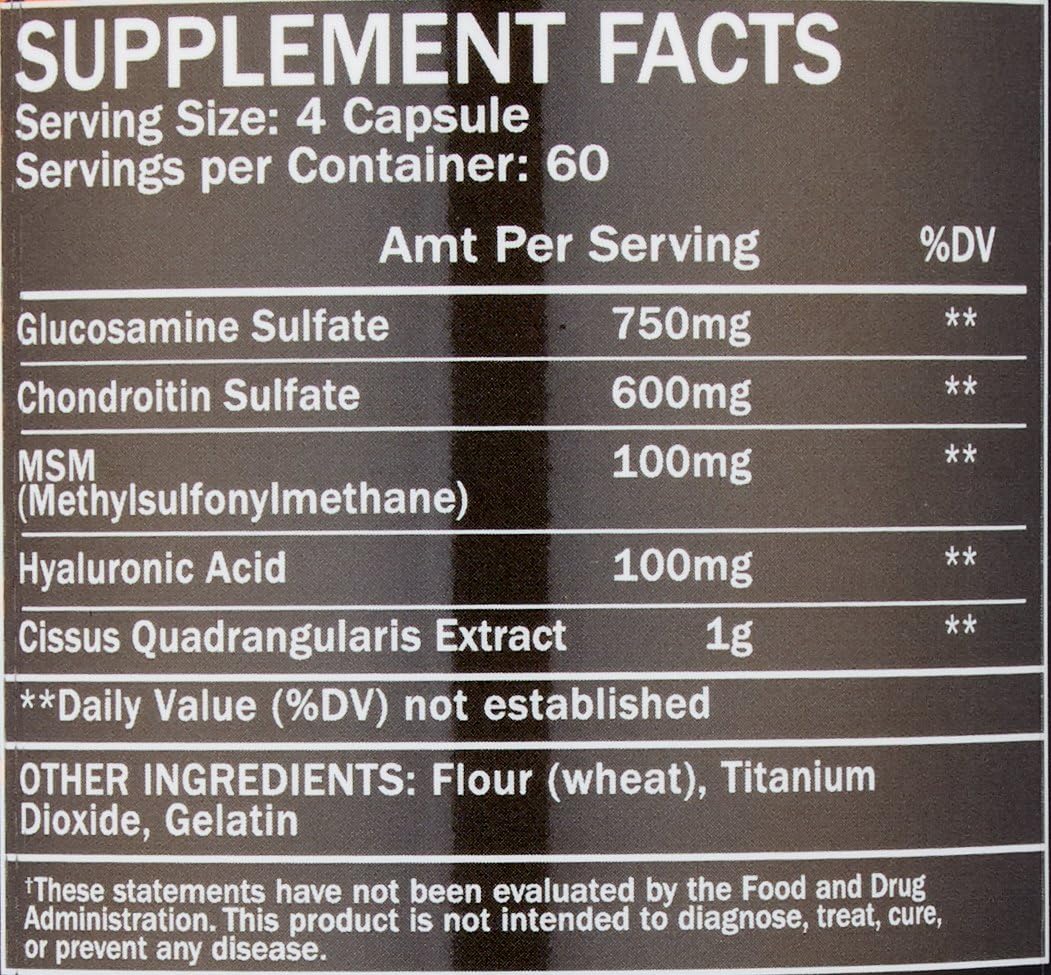 SUPPLEMENT FACTS
Serving Size: 4 Capsule
Servings per Container: 60
Amt Per Serving %DV
Glucosamine Sulfate 750mg **
Chondroitin Sulfate 600mg **
MSM 100mg **
(Methylsulfonylmethane)
Hyaluronic Acid 100mg **
Cissus Quadrangularis Extract 1g **
**Daily Value (%DV) not established
OTHER INGREDIENTS: Flour (wheat), Titanium
Dioxide, Gelatin
†These statements have not been evaluated by the Food and Drug
Administration. This product is not intended to diagnose, treat, cure,
or prevent any disease.